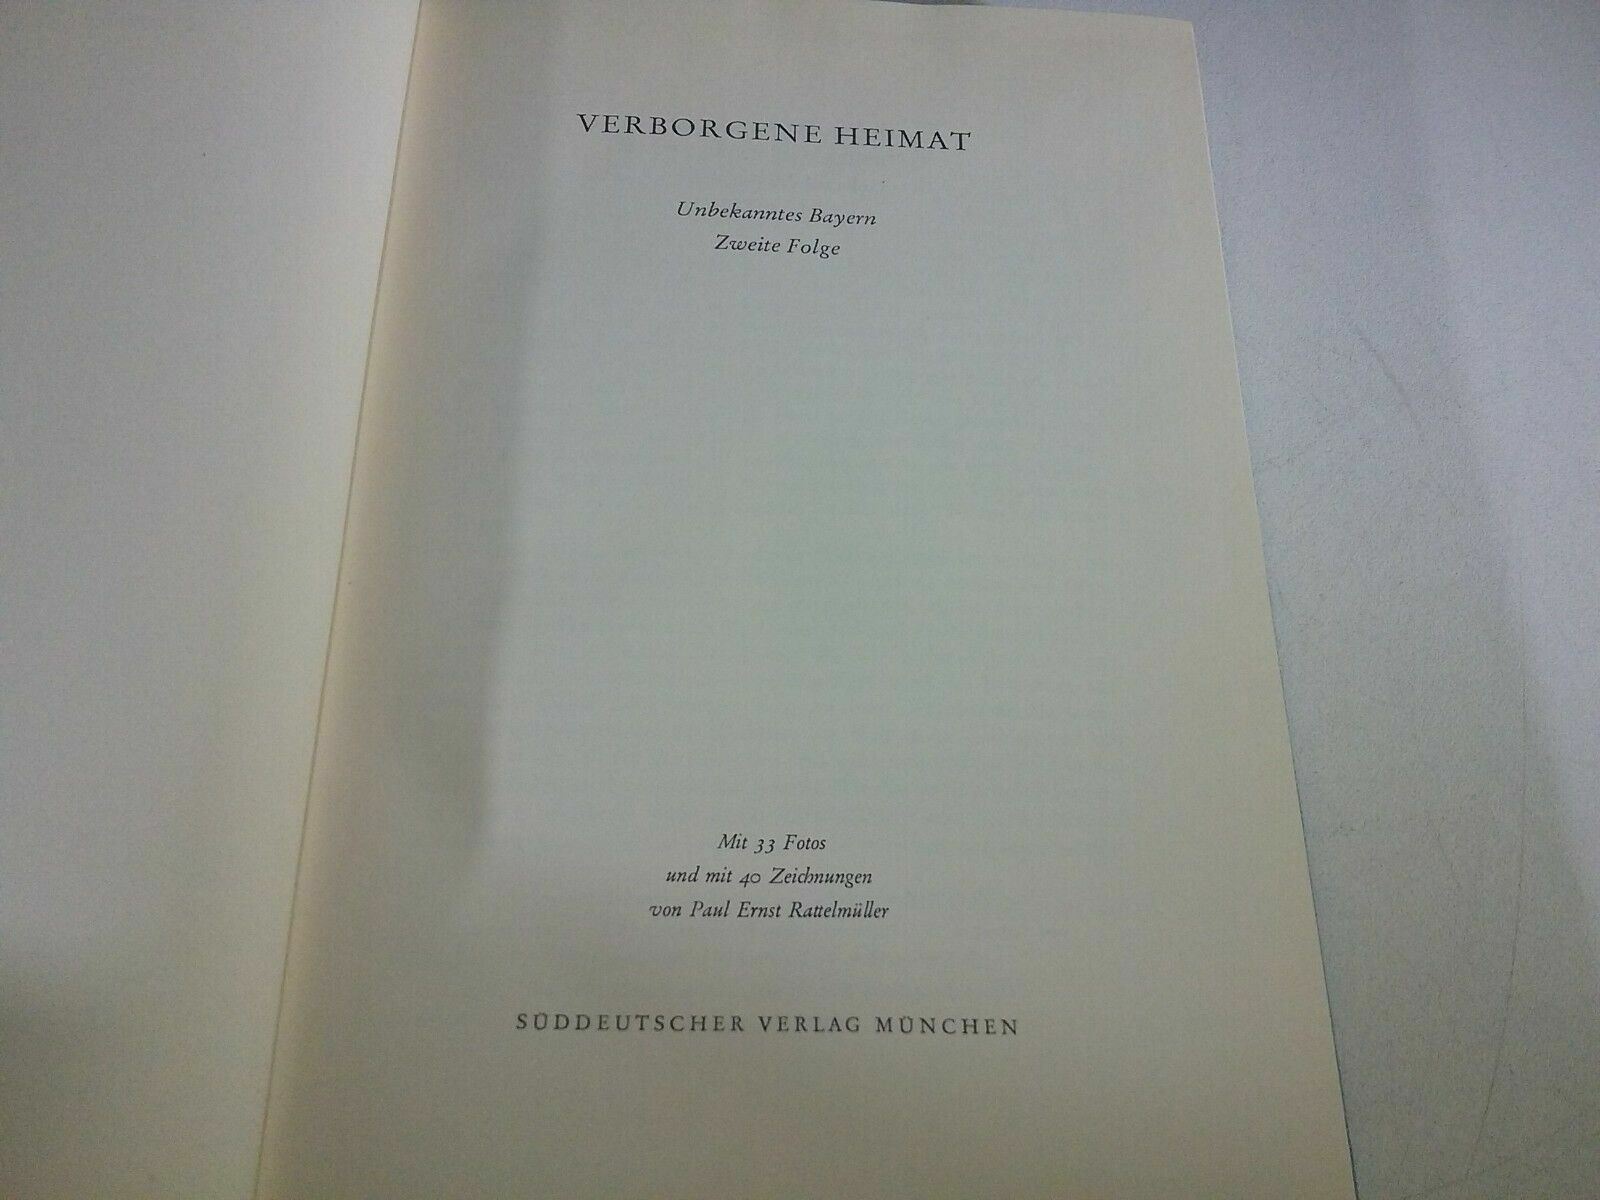 VERBORGENE HEIMAT
Unbekanntes Bayern
Zweite Folge
Mit 33 Fotos
und mit 40 Zeichnungen
von Paul Ernst Rattelmüller
SÜDDEUTSCHER VERLAG MÜNCHEN